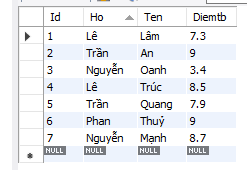 Id Ho Ten Diemtb
1 Lê Lâm 7.3
2 Trần An 9
3 Nguyễn Oanh 3.4
4 Lê Trúc 8.5
5 Trần Quang 7.9
6 Phan Thuỷ 9
7 Nguyễn Mạnh 8.7
NULL NULL NULL NULL